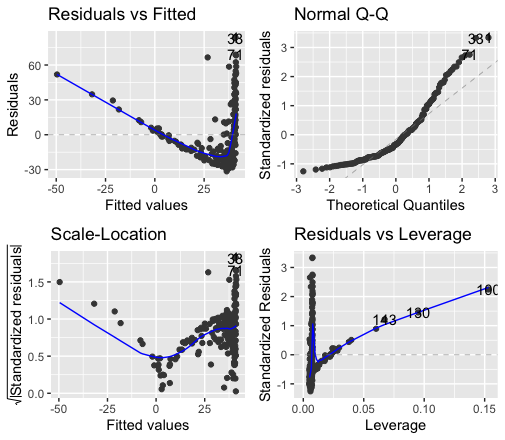 Residuals vs Fitted
Residuals
60
30
0
-30
38
71
-50 -25 0 25
Fitted values
Normal Q-Q
Standardized residuals
3
2
1
0
-1
38
71
-3 -2 -1 0 1 2 3
Theoretical Quantiles
Scale-Location
√|Standardized residuals|
1.5
1.0
0.5
0.0
38
71
-50 -25 0 25
Fitted values
Residuals vs Leverage
Standardized Residuals
3
2
1
0
-1
143
0.00 0.05 0.10 0.15
Leverage